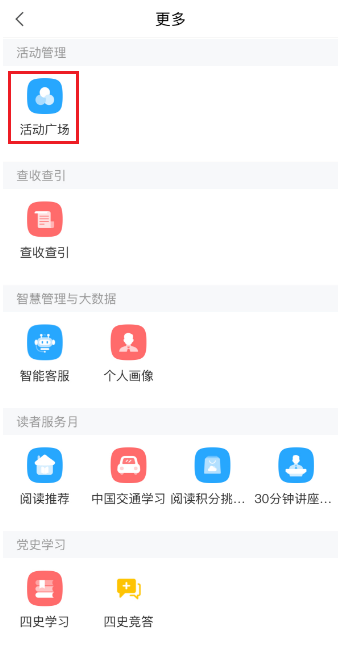 更多
活动管理
活动广场
查收查引
查收查引
智慧管理与大数据
智能客服 个人画像
读者服务月
阅读推荐 中国交通学习 阅读积分挑... 30分钟讲座...
党史学习
四史学习 四史竞答